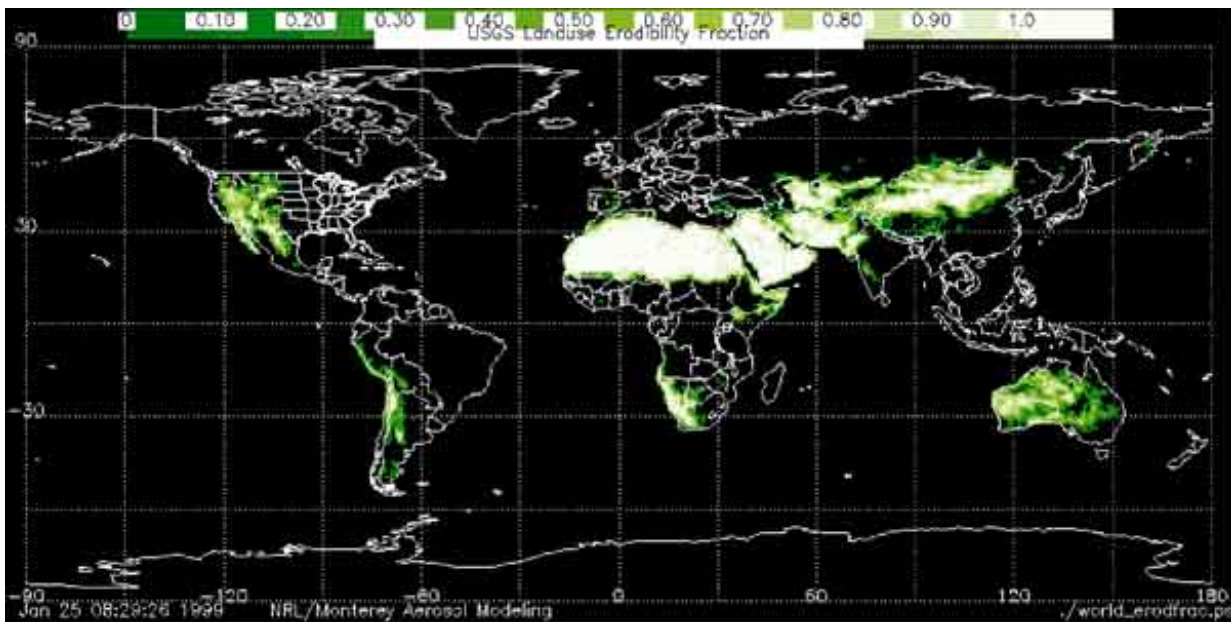 0 0.10 0.20 0.30 0.40 0.50 0.60 0.70 0.80 0.90 1.0
USGS Landuse Erodibility Fraction
90
30
-30
-90 -120 -60 0 60 120 180
Jan 25 08:29:26 1999 NRL/Monterey Aerosol Modeling ./world_erodfrac.ps